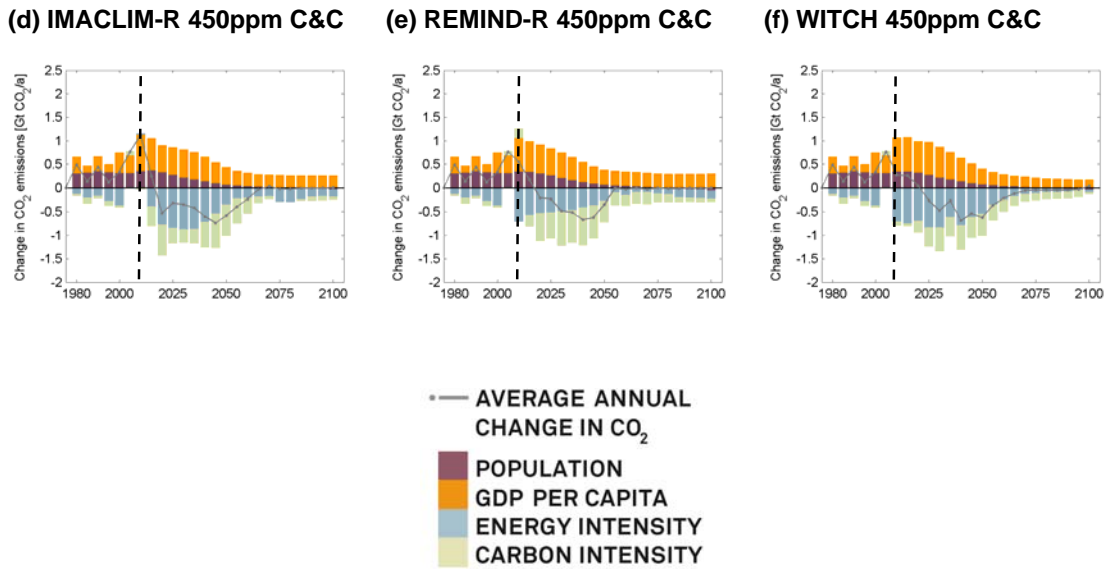 (d) IMACLIM-R 450ppm C&C (e) REMIND-R 450ppm C&C (f) WITCH 450ppm C&C
Change in CO₂ emissions [Gt CO₂/a]
2.5
2
1.5
1
0.5
0
-0.5
-1
-1.5
-2
1980 2000 2025 2050 2075 2100
Change in CO₂ emissions [Gt CO₂/a]
2.5
2
1.5
1
0.5
0
-0.5
-1
-1.5
-2
1980 2000 2025 2050 2075 2100
Change in CO₂ emissions [Gt CO₂/a]
2.5
2
1.5
1
0.5
0
-0.5
-1
-1.5
-2
1980 2000 2025 2050 2075 2100
AVERAGE ANNUAL
CHANGE IN CO₂
POPULATION
GDP PER CAPITA
ENERGY INTENSITY
CARBON INTENSITY